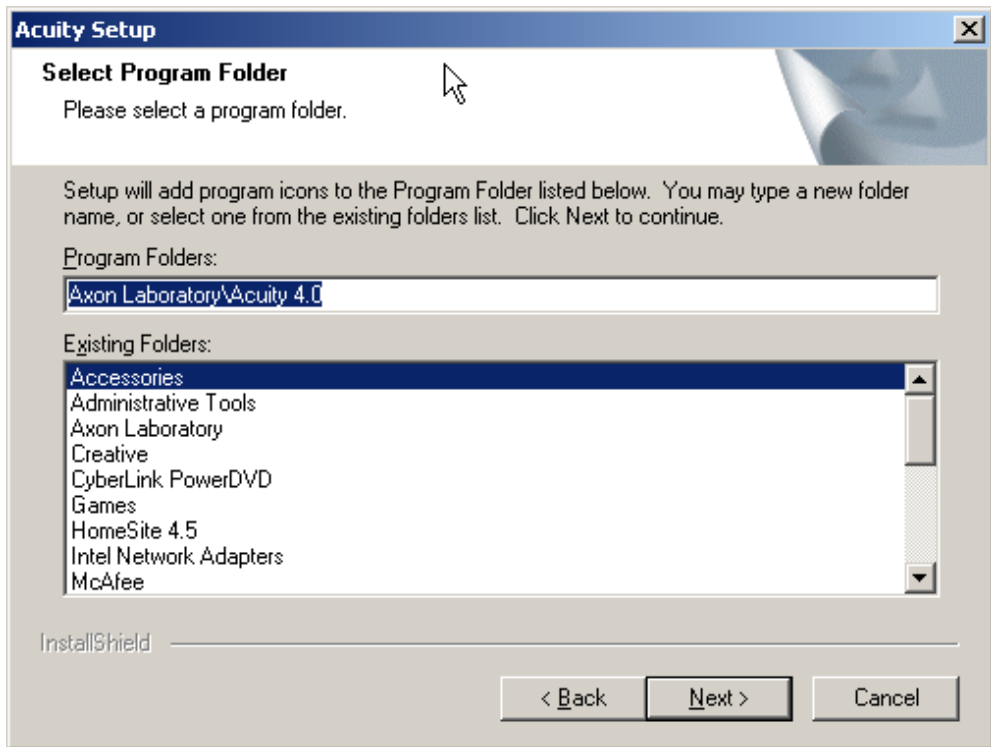 Acuity Setup
Select Program Folder
Please select a program folder.
Setup will add program icons to the Program Folder listed below.  You may type a new folder
name, or select one from the existing folders list.  Click Next to continue.
Program Folders:
Axon Laboratory\Acuity 4.0
Existing Folders:
Accessories
Administrative Tools
Axon Laboratory
Creative
CyberLink PowerDVD
Games
HomeSite 4.5
Intel Network Adapters
McAfee
InstallShield
< Back
Next >
Cancel